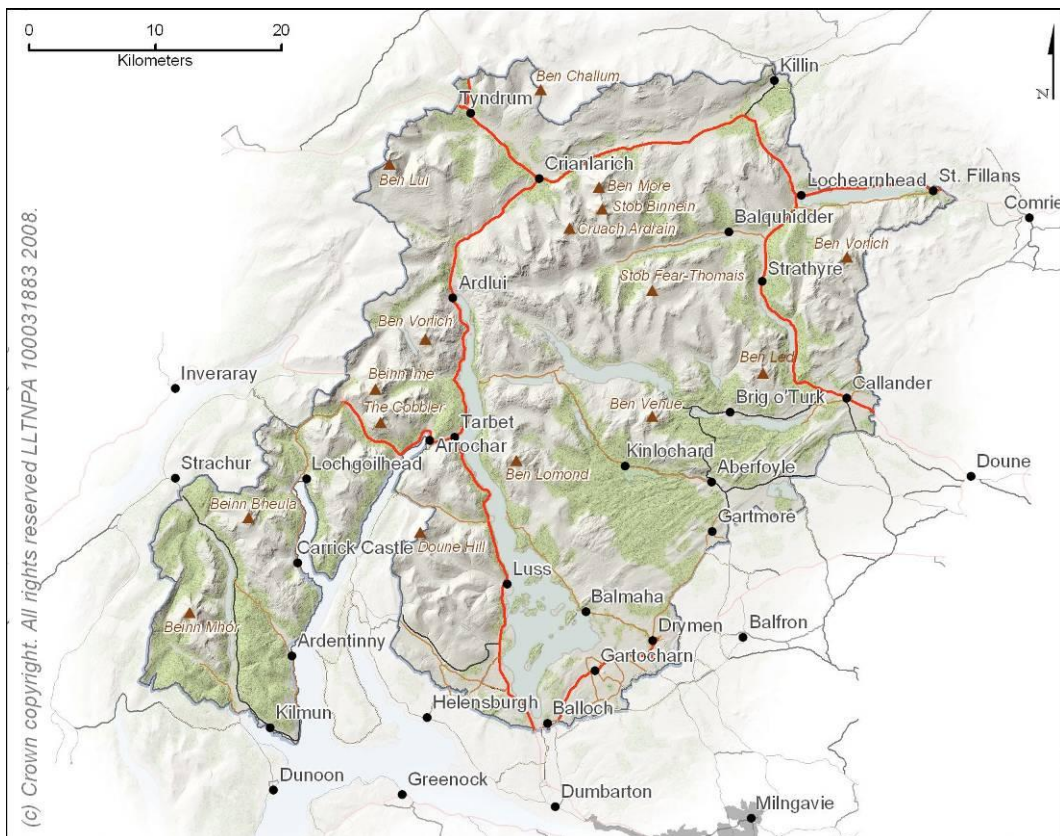 0 10 20
Kilometers
N
Killin
Ben Challum
Tyndrum
Crianlarich
Ben Lui
Ben More
Lochearnhead
St. Fillans
Stob Binnein
Comrie
Cruach Ardrain
Balquhidder
Ben Vorlich
Stob Fear-Thomais
Strathyre
Ardlui
Ben Vorlich
Inveraray
Beinn Ime
Ben Led
Callander
The Cobbler
Ben Venue
Brig o'Turk
Tarbet
Arrochar
Strachur
Lochgoilhead
Ben Lomond
Kinlochard
Aberfoyle
Doune
Beinn Bheula
Gartmore
Carrick Castle
Doune Hill
Luss
Balmaha
Beinn Mhór
Drymen
Balfron
Ardentinny
Gartocharn
Helensburgh
Balloch
Kilmun
Dunoon
Greenock
Dumbarton
Milngavie
(c) Crown copyright. All rights reserved LLTNPA 100031883 2008.